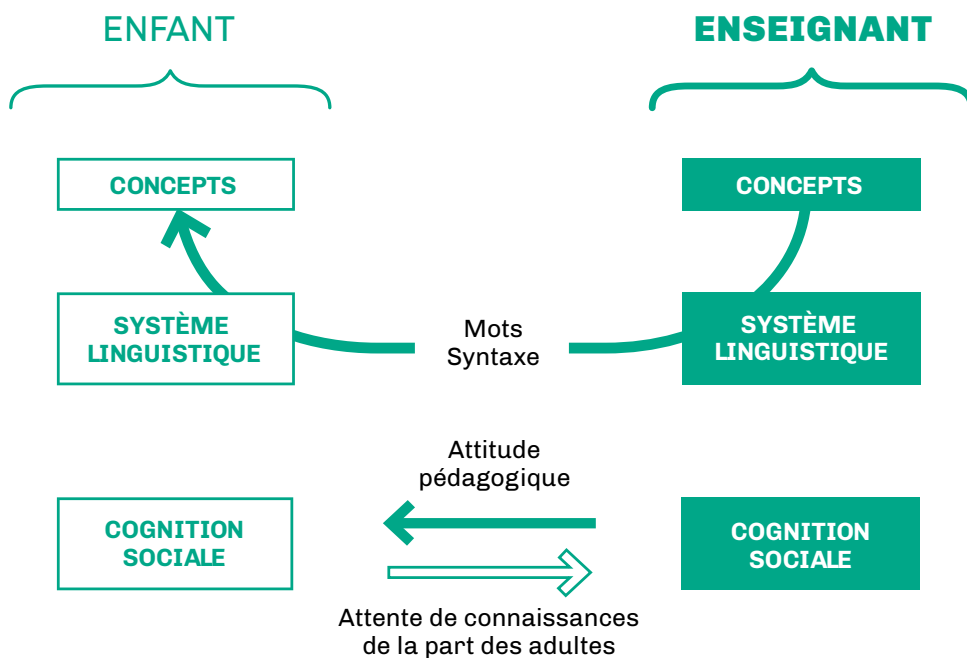 ENFANT
ENSEIGNANT
CONCEPTS
CONCEPTS
SYSTÈME
LINGUISTIQUE
Mots
Syntaxe
SYSTÈME
LINGUISTIQUE
Attitude
pédagogique
COGNITION
SOCIALE
COGNITION
SOCIALE
Attente de connaissances
de la part des adultes